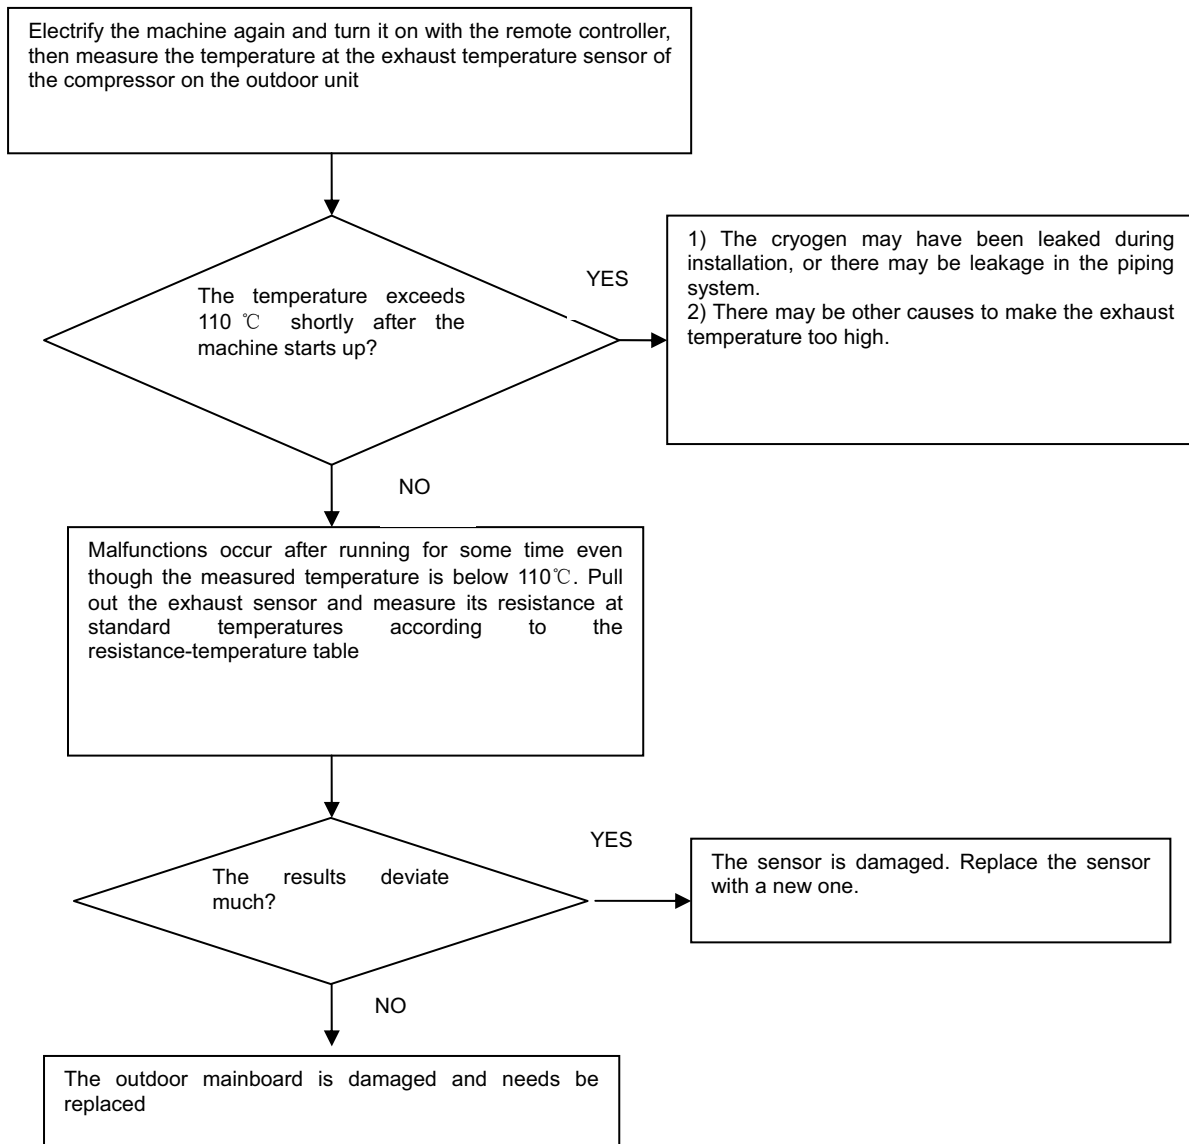 Electrify the machine again and turn it on with the remote controller,
then measure the temperature at the exhaust temperature sensor of
the compressor on the outdoor unit
The temperature exceeds
110 ℃ shortly after the
machine starts up?
YES
1) The cryogen may have been leaked during
installation, or there may be leakage in the piping
system.
2) There may be other causes to make the exhaust
temperature too high.
NO
Malfunctions occur after running for some time even
though the measured temperature is below 110℃. Pull
out the exhaust sensor and measure its resistance at
standard temperatures according to the
resistance-temperature table
The results deviate
much?
YES
The sensor is damaged. Replace the sensor
with a new one.
NO
The outdoor mainboard is damaged and needs be
replaced